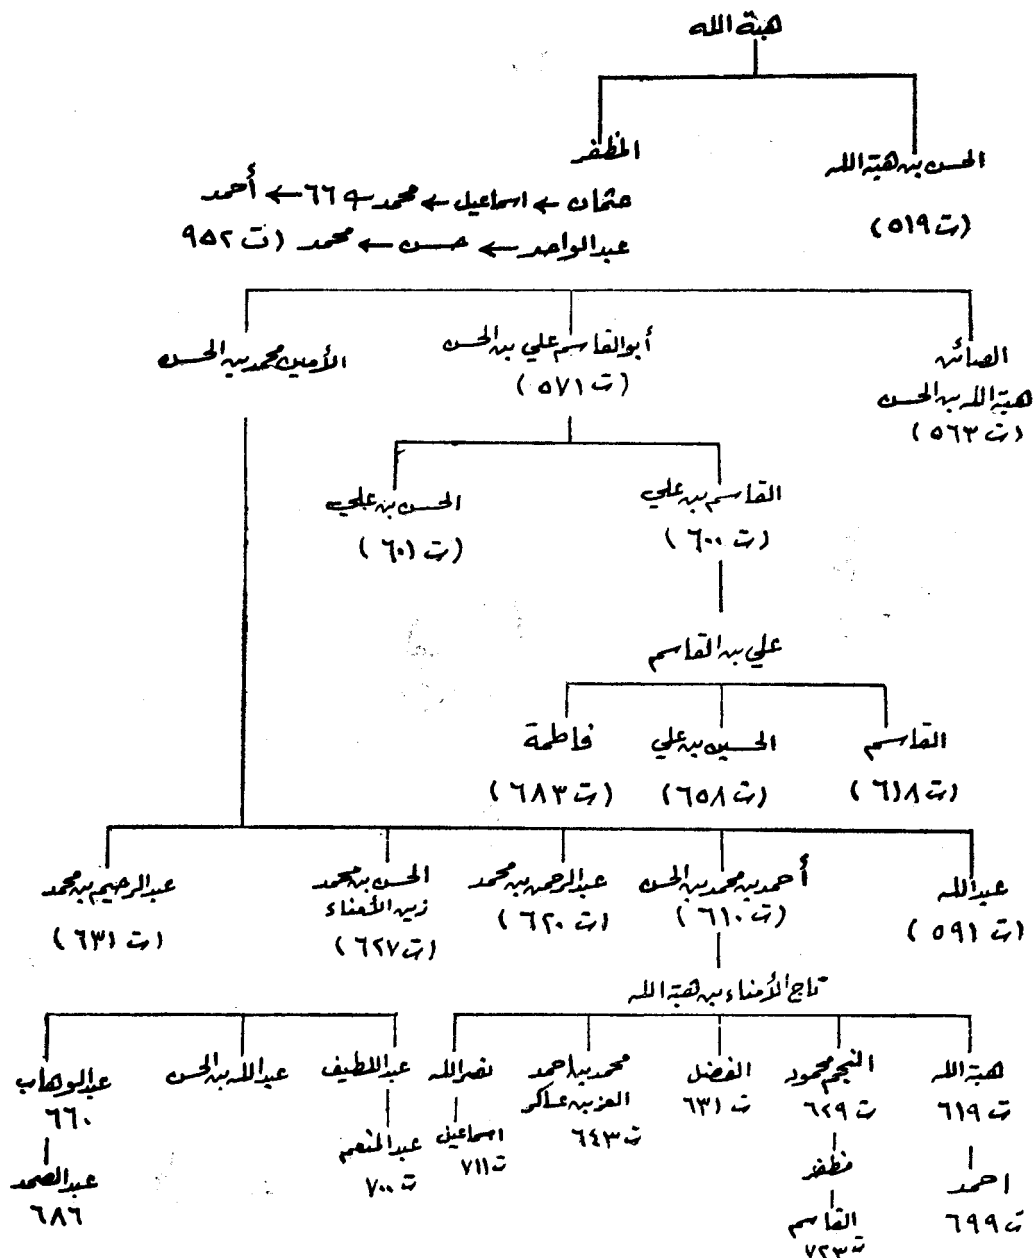 هبة الله
الحسن بن هبة الله
(ت ٥١٩)
المظفر
عثمان ← اسماعيل ← محمد ← ٦٦ ← أحمد
عبدالواحد ← حسن ← محمد (ت ٩٥٢
الصائن
هبة الله بن الحسن
(ت ٥٦٣)
أبو القاسم علي بن الحسن
(ت ٥٧١)
الأمين محمد بن الحسن
القاسم بن علي
(ت ٦٠٠)
الحسن بن علي
(ت ٦٠١)
علي بن القاسم
القاسم
(ت ٦١٨)
الحسين بن علي
(ت ٦٥٨)
فاطمة
(ت ٦٨٣)
عبدالله
(ت ٥٩١)
أحمد بن محمد بن الحسن
(ت ٦١٠)
عبدالرحمن بن محمد
(ت ٦٢٠)
الحسن بن محمد
زين الأمناء
(ت ٦٢٧)
عبدالرحيم بن محمد
(ت ٦٣١)
تاج الأمناء بن هبة الله
هبة الله
ت ٦١٩
احمد
ت ٦٩٩
النجم محمود
ت ٦٢٩
مظفر
القاسم
ت ٧٢٣
الفضل
ت ٦٣١
محمد بن احمد
العز بن عساكر
ت ٦٤٣
نصرالله
اسماعيل
ت ٧١١
عبداللطيف
عبدالمنعم
ت ٧٠٠
عبدالله بن الحسن
عبدالوهاب
٦٦٠
عبدالصمد
٦٨٦